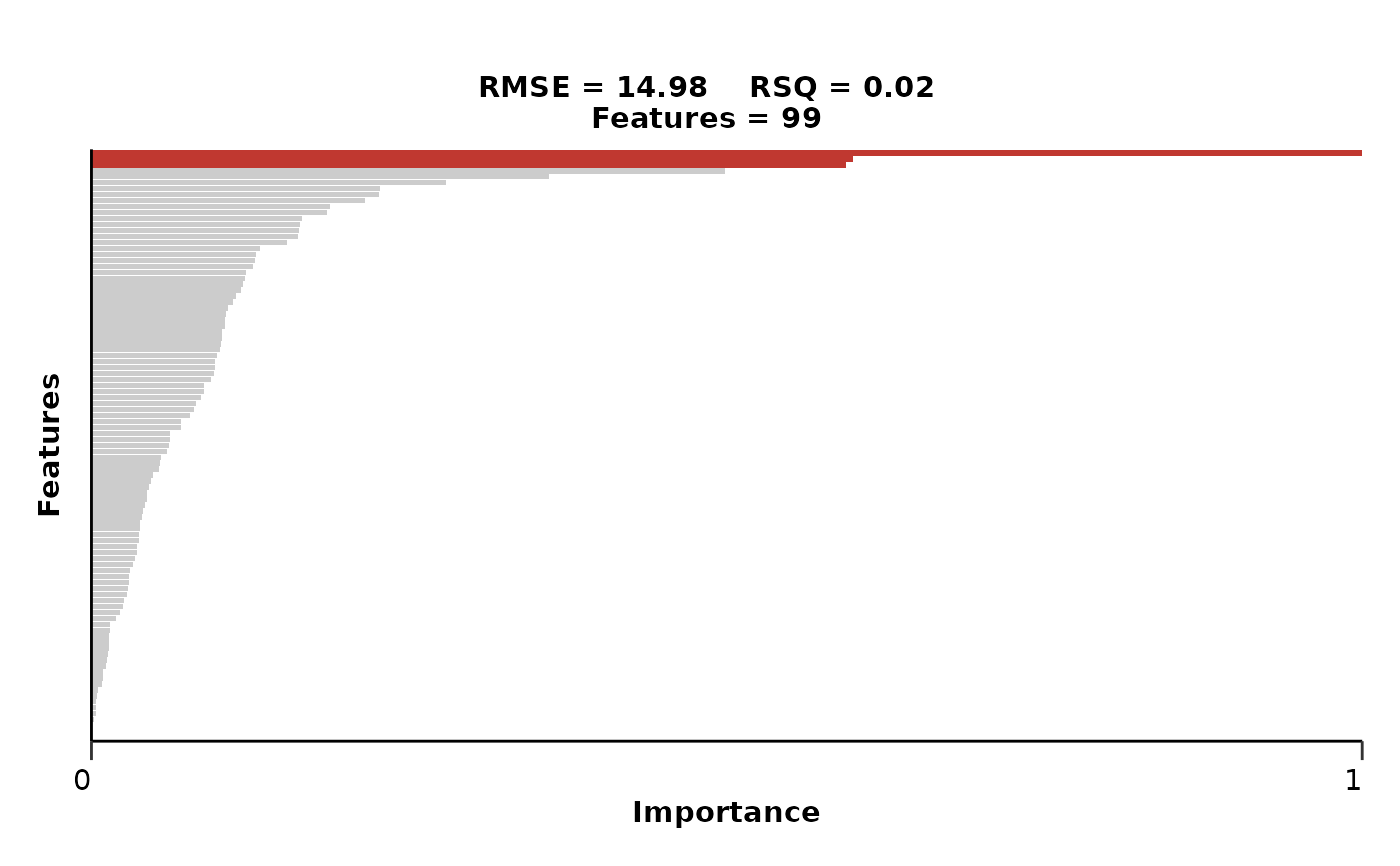 RMSE = 14.98    RSQ = 0.02
Features = 99
Features
0
1
Importance